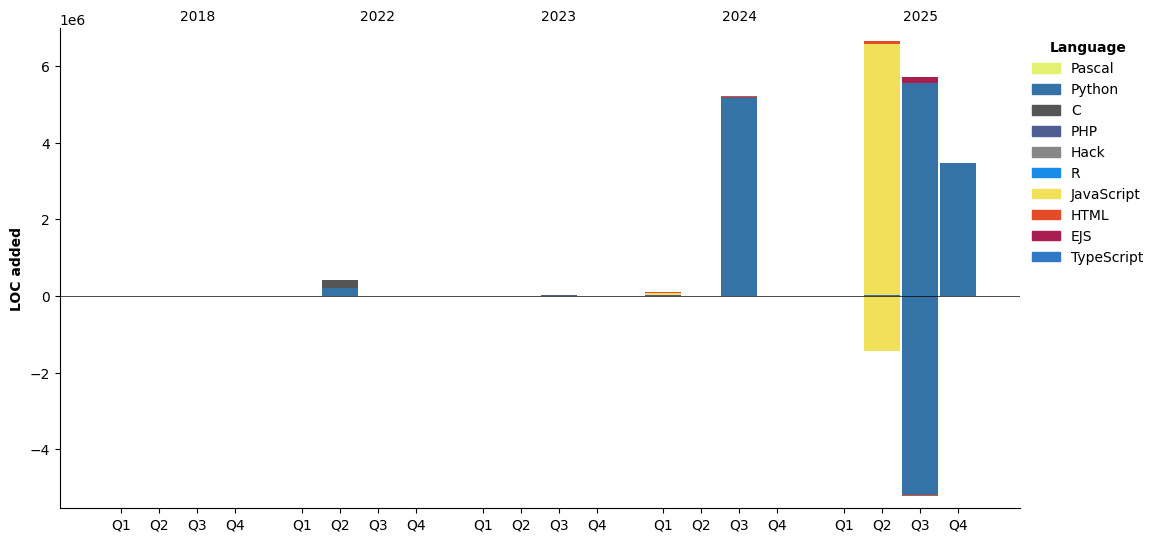 1e6
2018 2022 2023 2024 2025
Language
Pascal
Python
C
PHP
Hack
R
JavaScript
HTML
EJS
TypeScript
LOC added
6
4
2
0
−2
−4
Q1 Q2 Q3 Q4 Q1 Q2 Q3 Q4 Q1 Q2 Q3 Q4 Q1 Q2 Q3 Q4 Q1 Q2 Q3 Q4